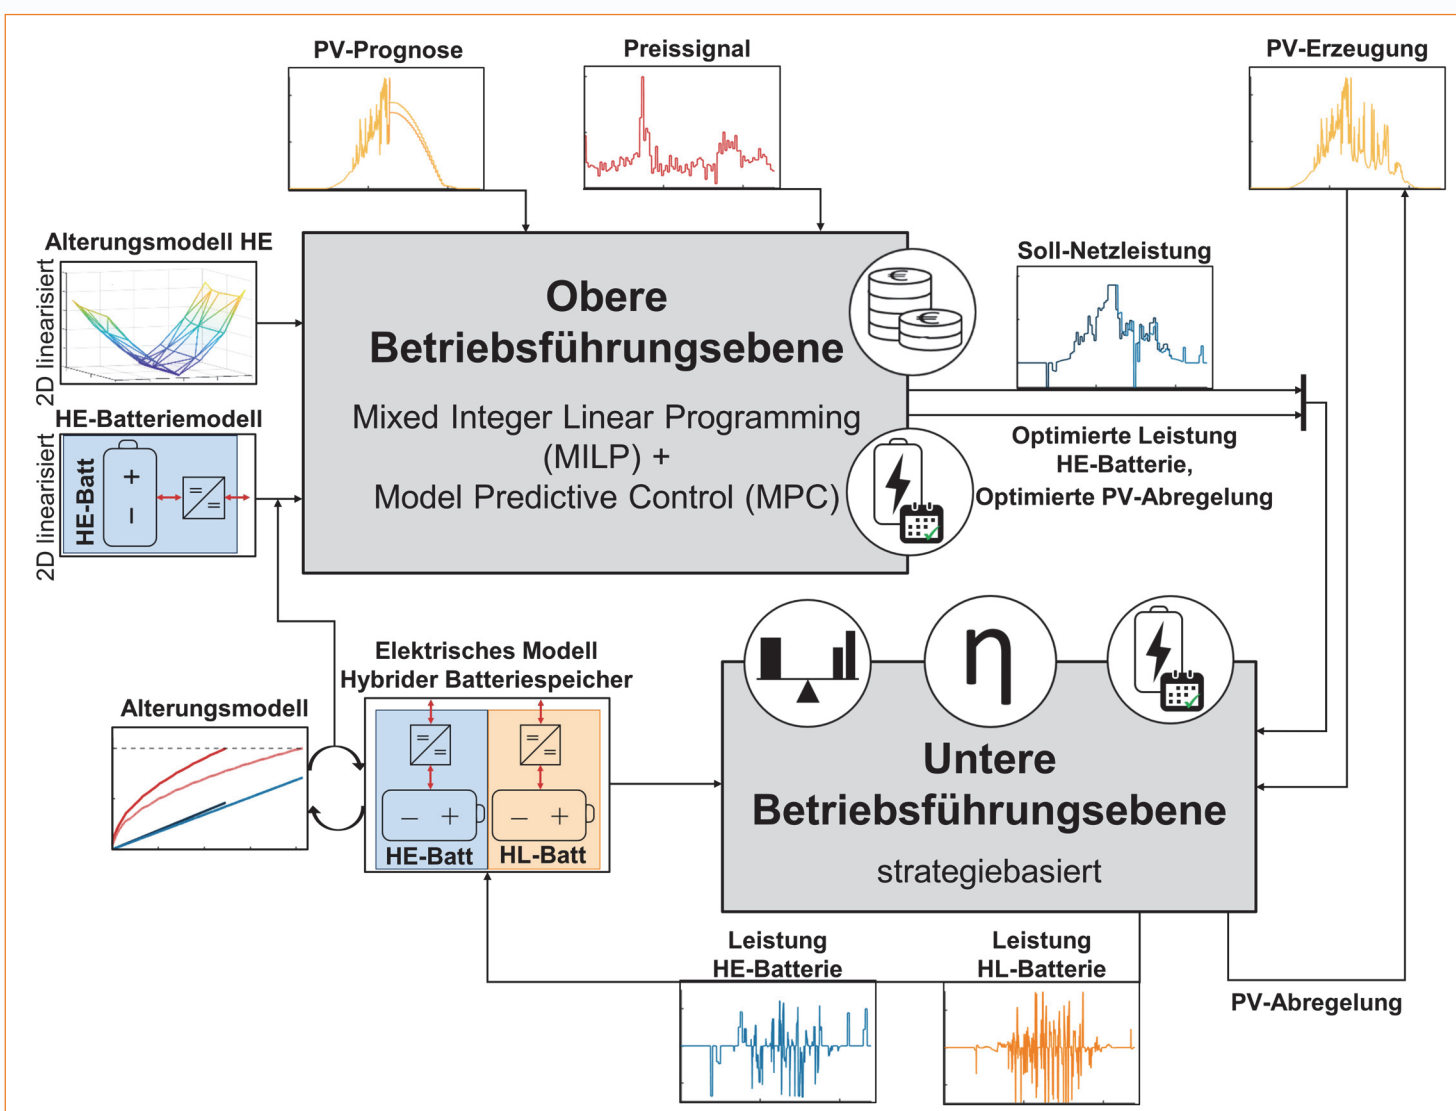 PV-Prognose
Preissignal
PV-Erzeugung
Alterungsmodell HE
2D linearisiert
HE-Batteriemodell
2D linearisiert
HE-Batt
+
−
=
=
Obere
Betriebsführungsebene
Mixed Integer Linear Programming
(MILP) +
Model Predictive Control (MPC)
€
€
Soll-Netzleistung
Optimierte Leistung
HE-Batterie,
Optimierte PV-Abregelung
Elektrisches Modell
Hybrider Batteriespeicher
Alterungsmodell
=
=
=
=
− +
− +
HE-Batt
HL-Batt
η
Untere
Betriebsführungsebene
strategiebasiert
Leistung
HE-Batterie
Leistung
HL-Batterie
PV-Abregelung